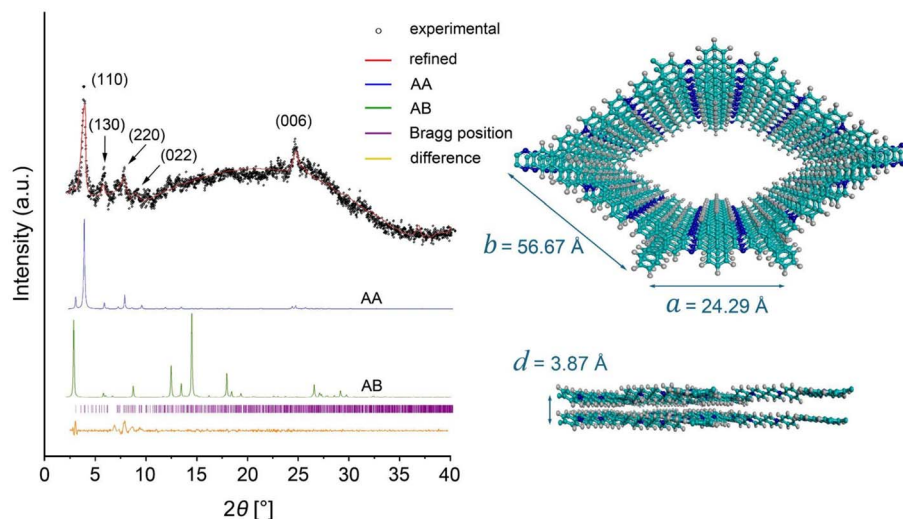 experimental
refined
AA
AB
Bragg position
difference
(110)
(130)
(220)
(022)
(006)
Intensity (a.u.)
AA
AB
0 5 10 15 20 25 30 35 40
2θ [°]
b = 56.67 Å
a = 24.29 Å
d = 3.87 Å